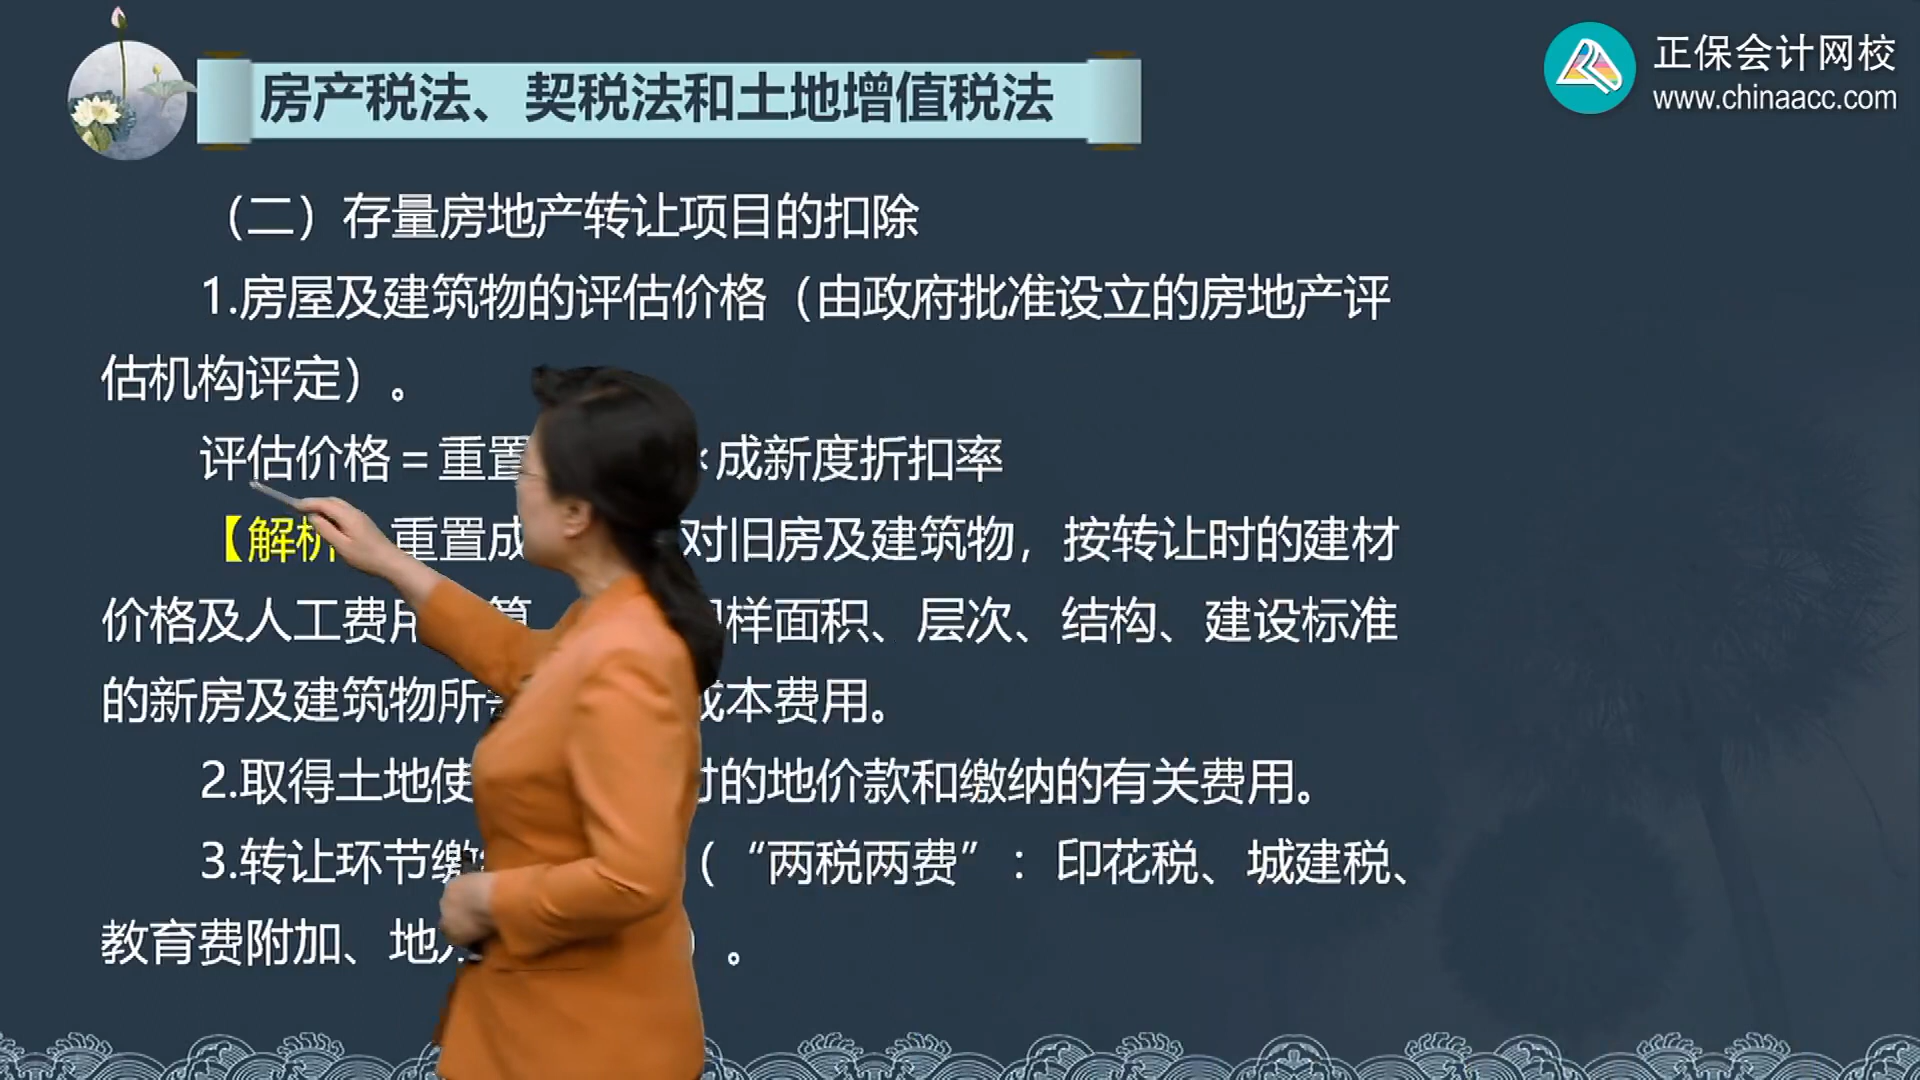 正保会计网校
www.chinaacc.com
房产税法、契税法和土地增值税法
（二）存量房地产转让项目的扣除
1.房屋及建筑物的评估价格（由政府批准设立的房地产评
估机构评定）。
评估价格＝重置 成新度折扣率
【解析 重置成 对旧房及建筑物，按转让时的建材
价格及人工费用 样面积、层次、结构、建设标准
的新房及建筑物所 成本费用。
2.取得土地使 的地价款和缴纳的有关费用。
3.转让环节 （“两税两费”：印花税、城建税、
教育费附加、地 ）。